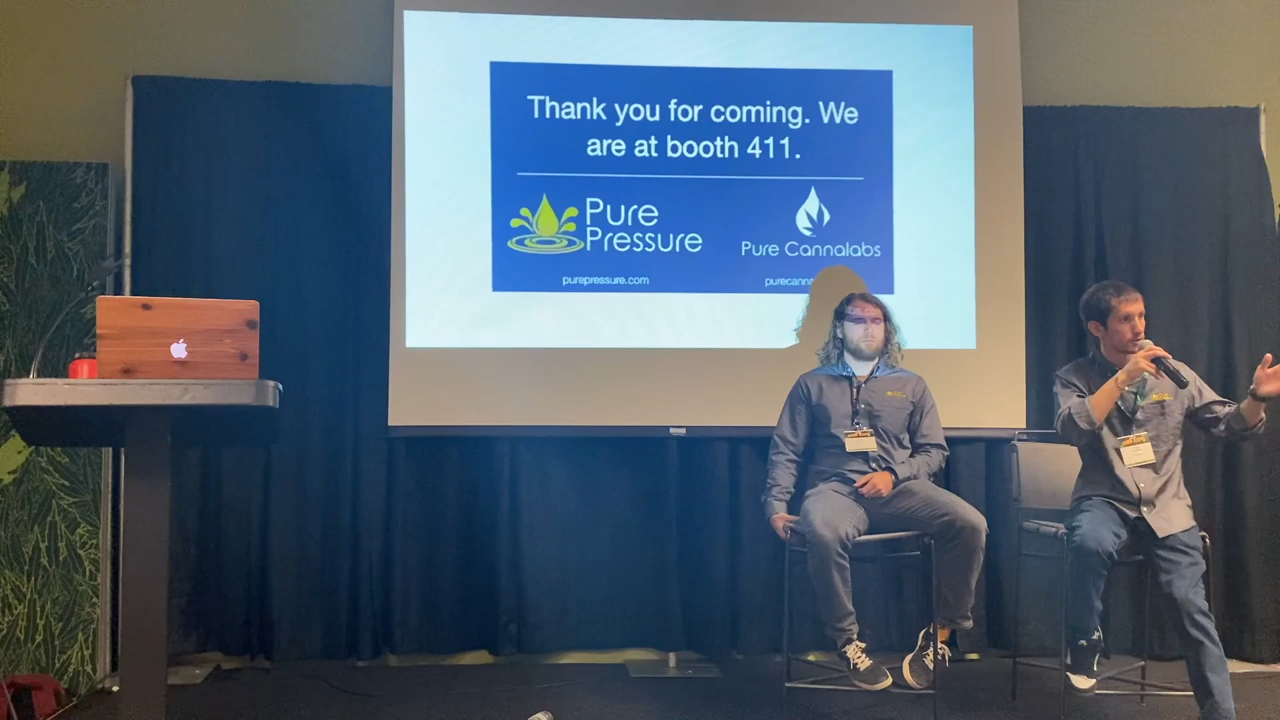 Thank you for coming. We
are at booth 411.
Pure
Pressure
Pure Cannalabs
purepressure.com